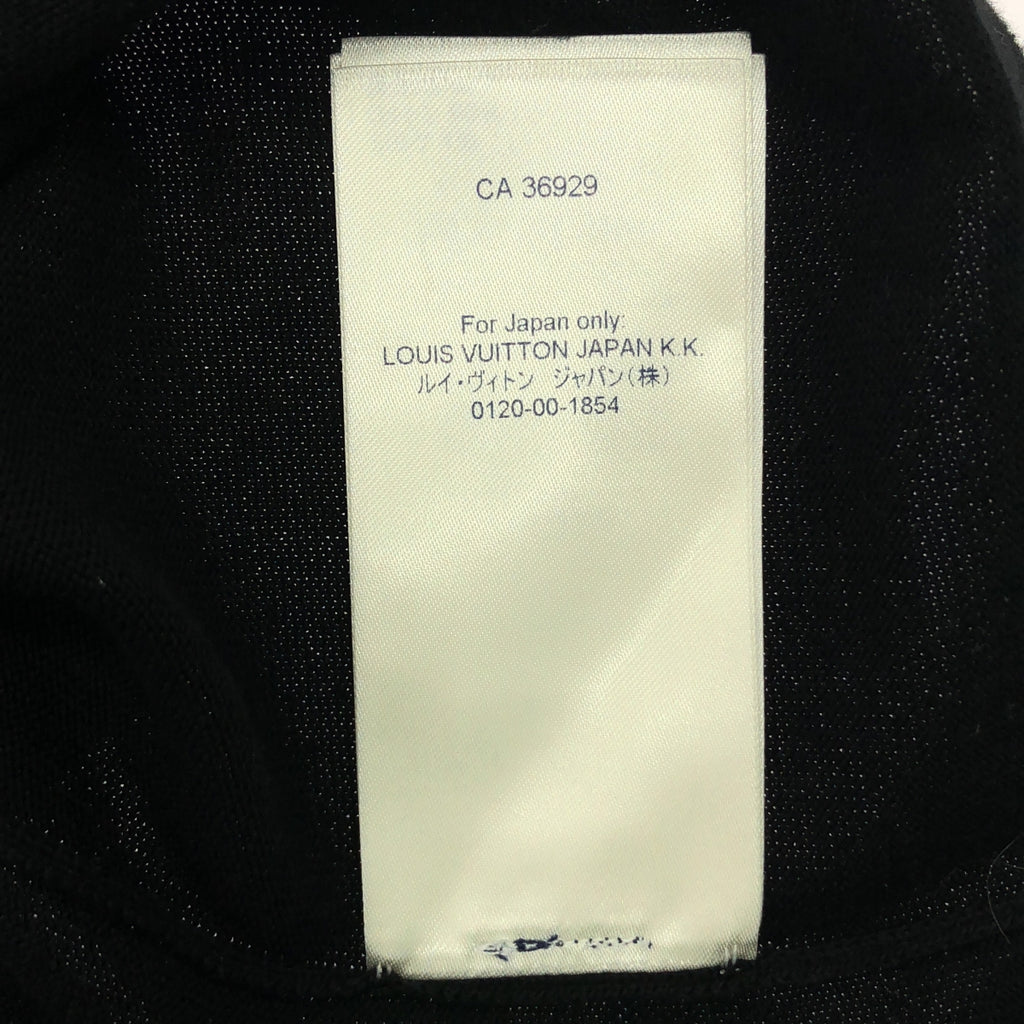 CA 36929
For Japan only:
LOUIS VUITTON JAPAN K.K.
ルイ・ヴィトン ジャパン(株)
0120-00-1854